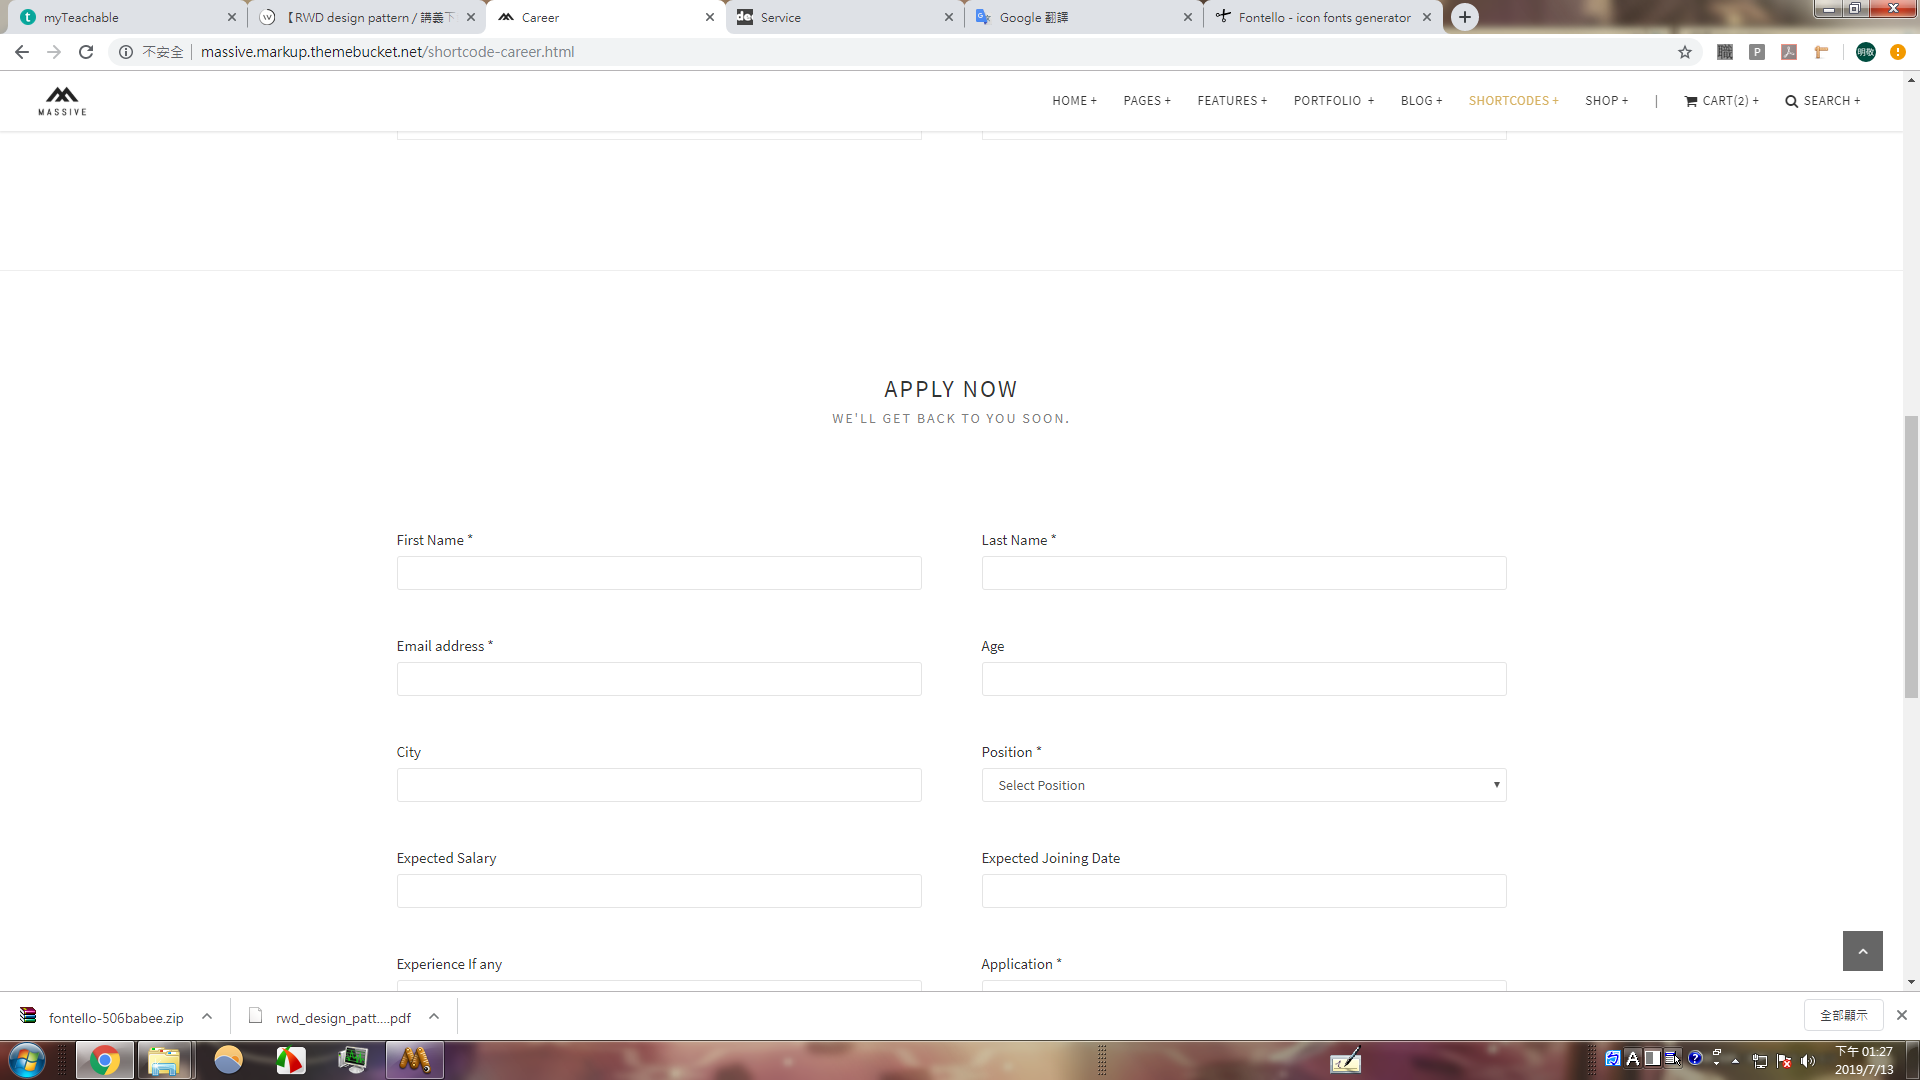 myTeachable
【RWD design pattern / 講義下
Career
Service
Google 翻譯
Fontello - icon fonts generator
不安全
massive.markup.themebucket.net/shortcode-career.html
MASSIVE
HOME +
PAGES +
FEATURES +
PORTFOLIO +
BLOG +
SHORTCODES +
SHOP +
|
CART(2) +
SEARCH +
APPLY NOW
WE'LL GET BACK TO YOU SOON.
First Name *
Last Name *
Email address *
Age
City
Position *
Select Position
Expected Salary
Expected Joining Date
Experience If any
Application *
fontello-506babee.zip
rwd_design_patt....pdf
全部顯示
下午 01:27
2019/7/13